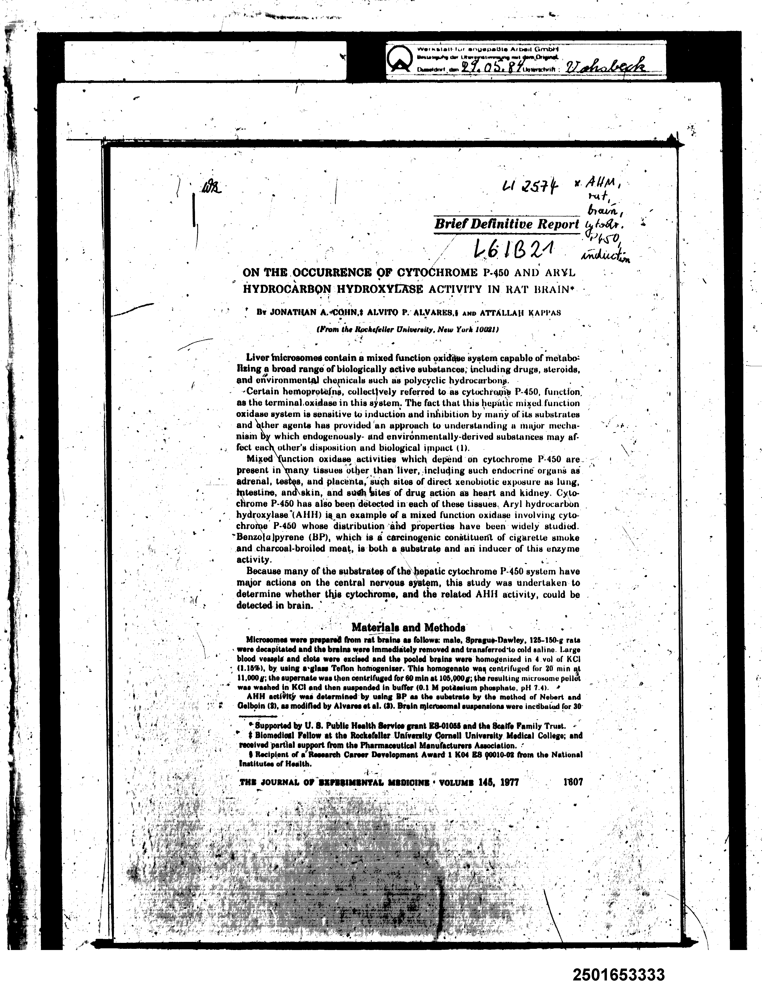 Werkstatt für angepaßte Arbeit GmbH
Düsseldorf, den 29.05.84 Unterschrift: Vahsbeck
LI 2574 * AHM,
rat,
brain,
Brief Definitive Report cytochr.
P450,
L61B21 induction
ON THE OCCURRENCE OF CYTOCHROME P-450 AND ARYL
HYDROCARBON HYDROXYLASE ACTIVITY IN RAT BRAIN*
BY JONATHAN A. COHN,‡ ALVITO P. ALVARES,§ AND ATTALLAH KAPPAS
(From the Rockefeller University, New York 10021)
Liver microsomes contain a mixed function oxidase system capable of metabo-
lizing a broad range of biologically active substances, including drugs, steroids,
and environmental chemicals such as polycyclic hydrocarbons.
Certain hemoproteins, collectively referred to as cytochrome P-450, function
as the terminal oxidase in this system. The fact that this hepatic mixed function
oxidase system is sensitive to induction and inhibition by many of its substrates
and other agents has provided an approach to understanding a major mecha-
nism by which endogenously- and environmentally-derived substances may af-
fect each other's disposition and biological impact (1).
Mixed function oxidase activities which depend on cytochrome P-450 are
present in many tissues other than liver, including such endocrine organs as
adrenal, testes, and placenta, such sites of direct xenobiotic exposure as lung,
intestine, and skin, and such sites of drug action as heart and kidney. Cyto-
chrome P-450 has also been detected in each of these tissues. Aryl hydrocarbon
hydroxylase (AHH) is an example of a mixed function oxidase involving cyto-
chrome P-450 whose distribution and properties have been widely studied.
Benzo[a]pyrene (BP), which is a carcinogenic constituent of cigarette smoke
and charcoal-broiled meat, is both a substrate and an inducer of this enzyme
activity.
Because many of the substrates of the hepatic cytochrome P-450 system have
major actions on the central nervous system, this study was undertaken to
determine whether this cytochrome, and the related AHH activity, could be
detected in brain.
Materials and Methods
Microsomes were prepared from rat brains as follows: male, Sprague-Dawley, 125-150-g rats
were decapitated and the brains were immediately removed and transferred to cold saline. Large
blood vessels and clots were excised and the pooled brains were homogenized in 4 vol of KCl
(1.15%), by using a glass Teflon homogenizer. This homogenate was centrifuged for 20 min at
11,000 g; the supernate was then centrifuged for 60 min at 105,000 g; the resulting microsome pellet
was washed in KCl and then suspended in buffer (0.1 M potassium phosphate, pH 7.4).
AHH activity was determined by using BP as the substrate by the method of Nebert and
Gelboin (2), as modified by Alvares et al. (3). Brain microsomal suspensions were incubated for 30
* Supported by U. S. Public Health Service grant ES-01055 and the Scaife Family Trust.
‡ Biomedical Fellow at the Rockefeller University Cornell University Medical College; and
received partial support from the Pharmaceutical Manufacturers Association.
§ Recipient of a Research Career Development Award 1 K04 ES 00010-02 from the National
Institutes of Health.
THE JOURNAL OF EXPERIMENTAL MEDICINE · VOLUME 145, 1977 1607
2501653333